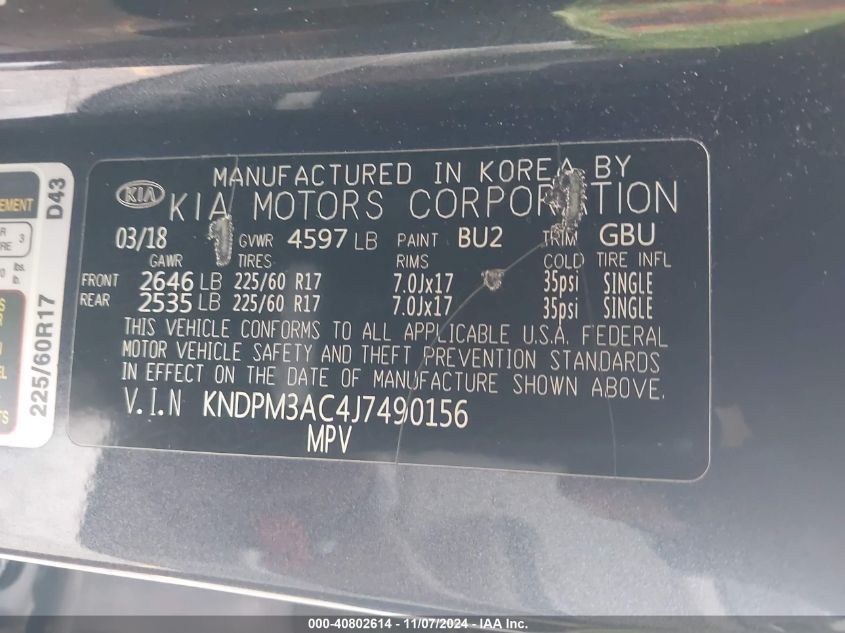 MANUFACTURED IN KOREA BY
KIA KIA MOTORS CORPORATION
03/18 GVWR 4597 LB PAINT BU2 TRIM GBU
GAWR TIRES RIMS COLD TIRE INFL
FRONT 2646 LB 225/60 R17 7.0Jx17 35psi SINGLE
REAR 2535 LB 225/60 R17 7.0Jx17 35psi SINGLE
THIS VEHICLE CONFORMS TO ALL APPLICABLE U.S.A. FEDERAL
MOTOR VEHICLE SAFETY AND THEFT PREVENTION STANDARDS
IN EFFECT ON THE DATE OF MANUFACTURE SHOWN ABOVE.
V.I.N KNDPM3AC4J7490156
MPV
D43
225/60R17
000-40802614 - 11/07/2024 - IAA Inc.